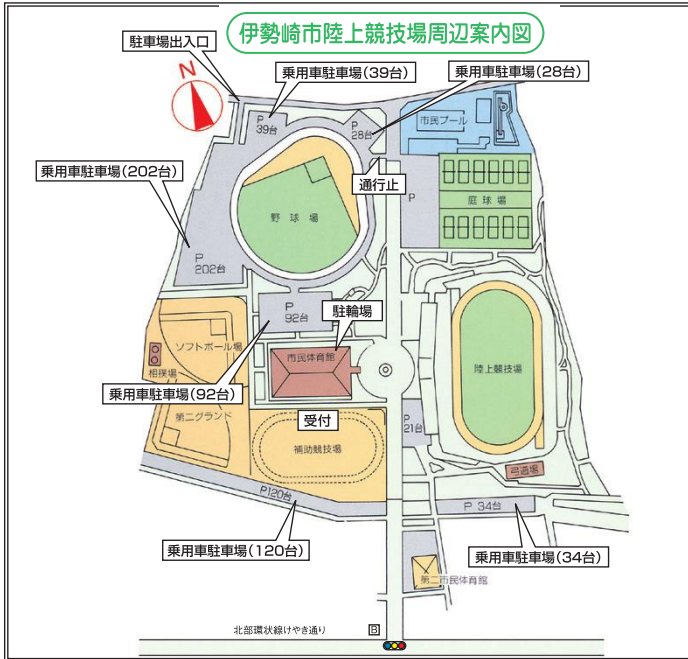 伊勢崎市陸上競技場周辺案内図
駐車場出入口
N
乗用車駐車場(39台)
乗用車駐車場(28台)
P
39台
P
28台
市民プール
乗用車駐車場(202台)
通行止
P
庭球場
野球場
P
202台
P
92台
駐輪場
ソフトボール場
市民体育館
陸上競技場
相撲場
乗用車駐車場(92台)
第二グランド
受付
P
21台
補助競技場
弓道場
P120台
P 34台
乗用車駐車場(120台)
乗用車駐車場(34台)
第二市民体育館
北部環状線けやき通り
B